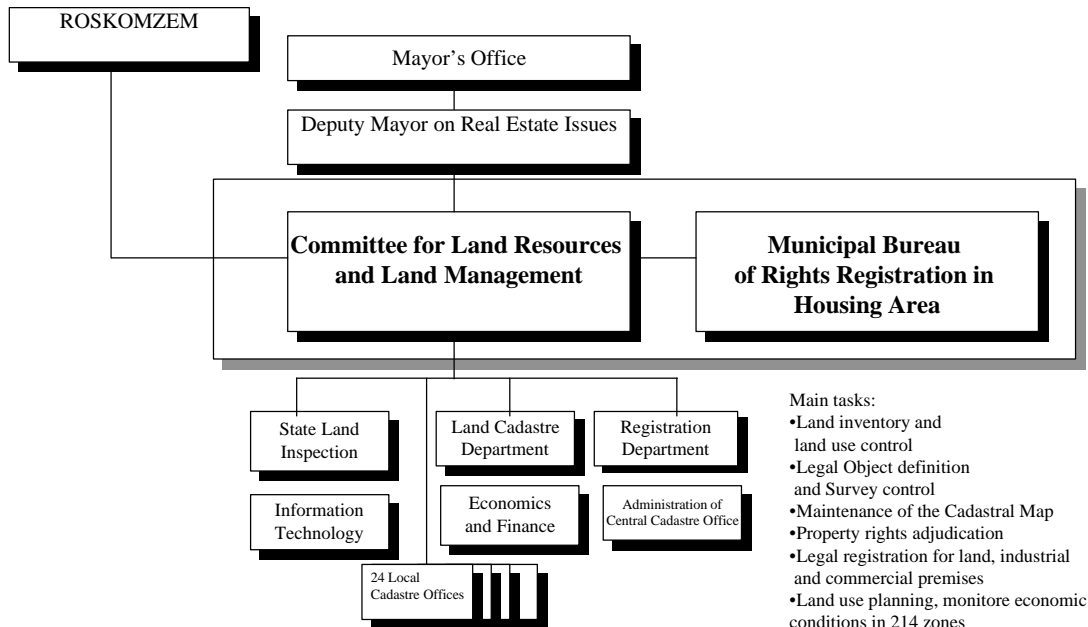 ROSKOMZEM
Mayor's Office
Deputy Mayor on Real Estate Issues
Committee for Land Resources
and Land Management
Municipal Bureau
of Rights Registration in
Housing Area
State Land
Inspection
Land Cadastre
Department
Registration
Department
Information
Technology
Economics
and Finance
Administration of
Central Cadastre Office
24 Local
Cadastre Offices
Main tasks:
•Land inventory and
land use control
•Legal Object definition
and Survey control
•Maintenance of the Cadastral Map
•Property rights adjudication
•Legal registration for land, industrial
and commercial premises
•Land use planning, monitore economic
conditions in 214 zones